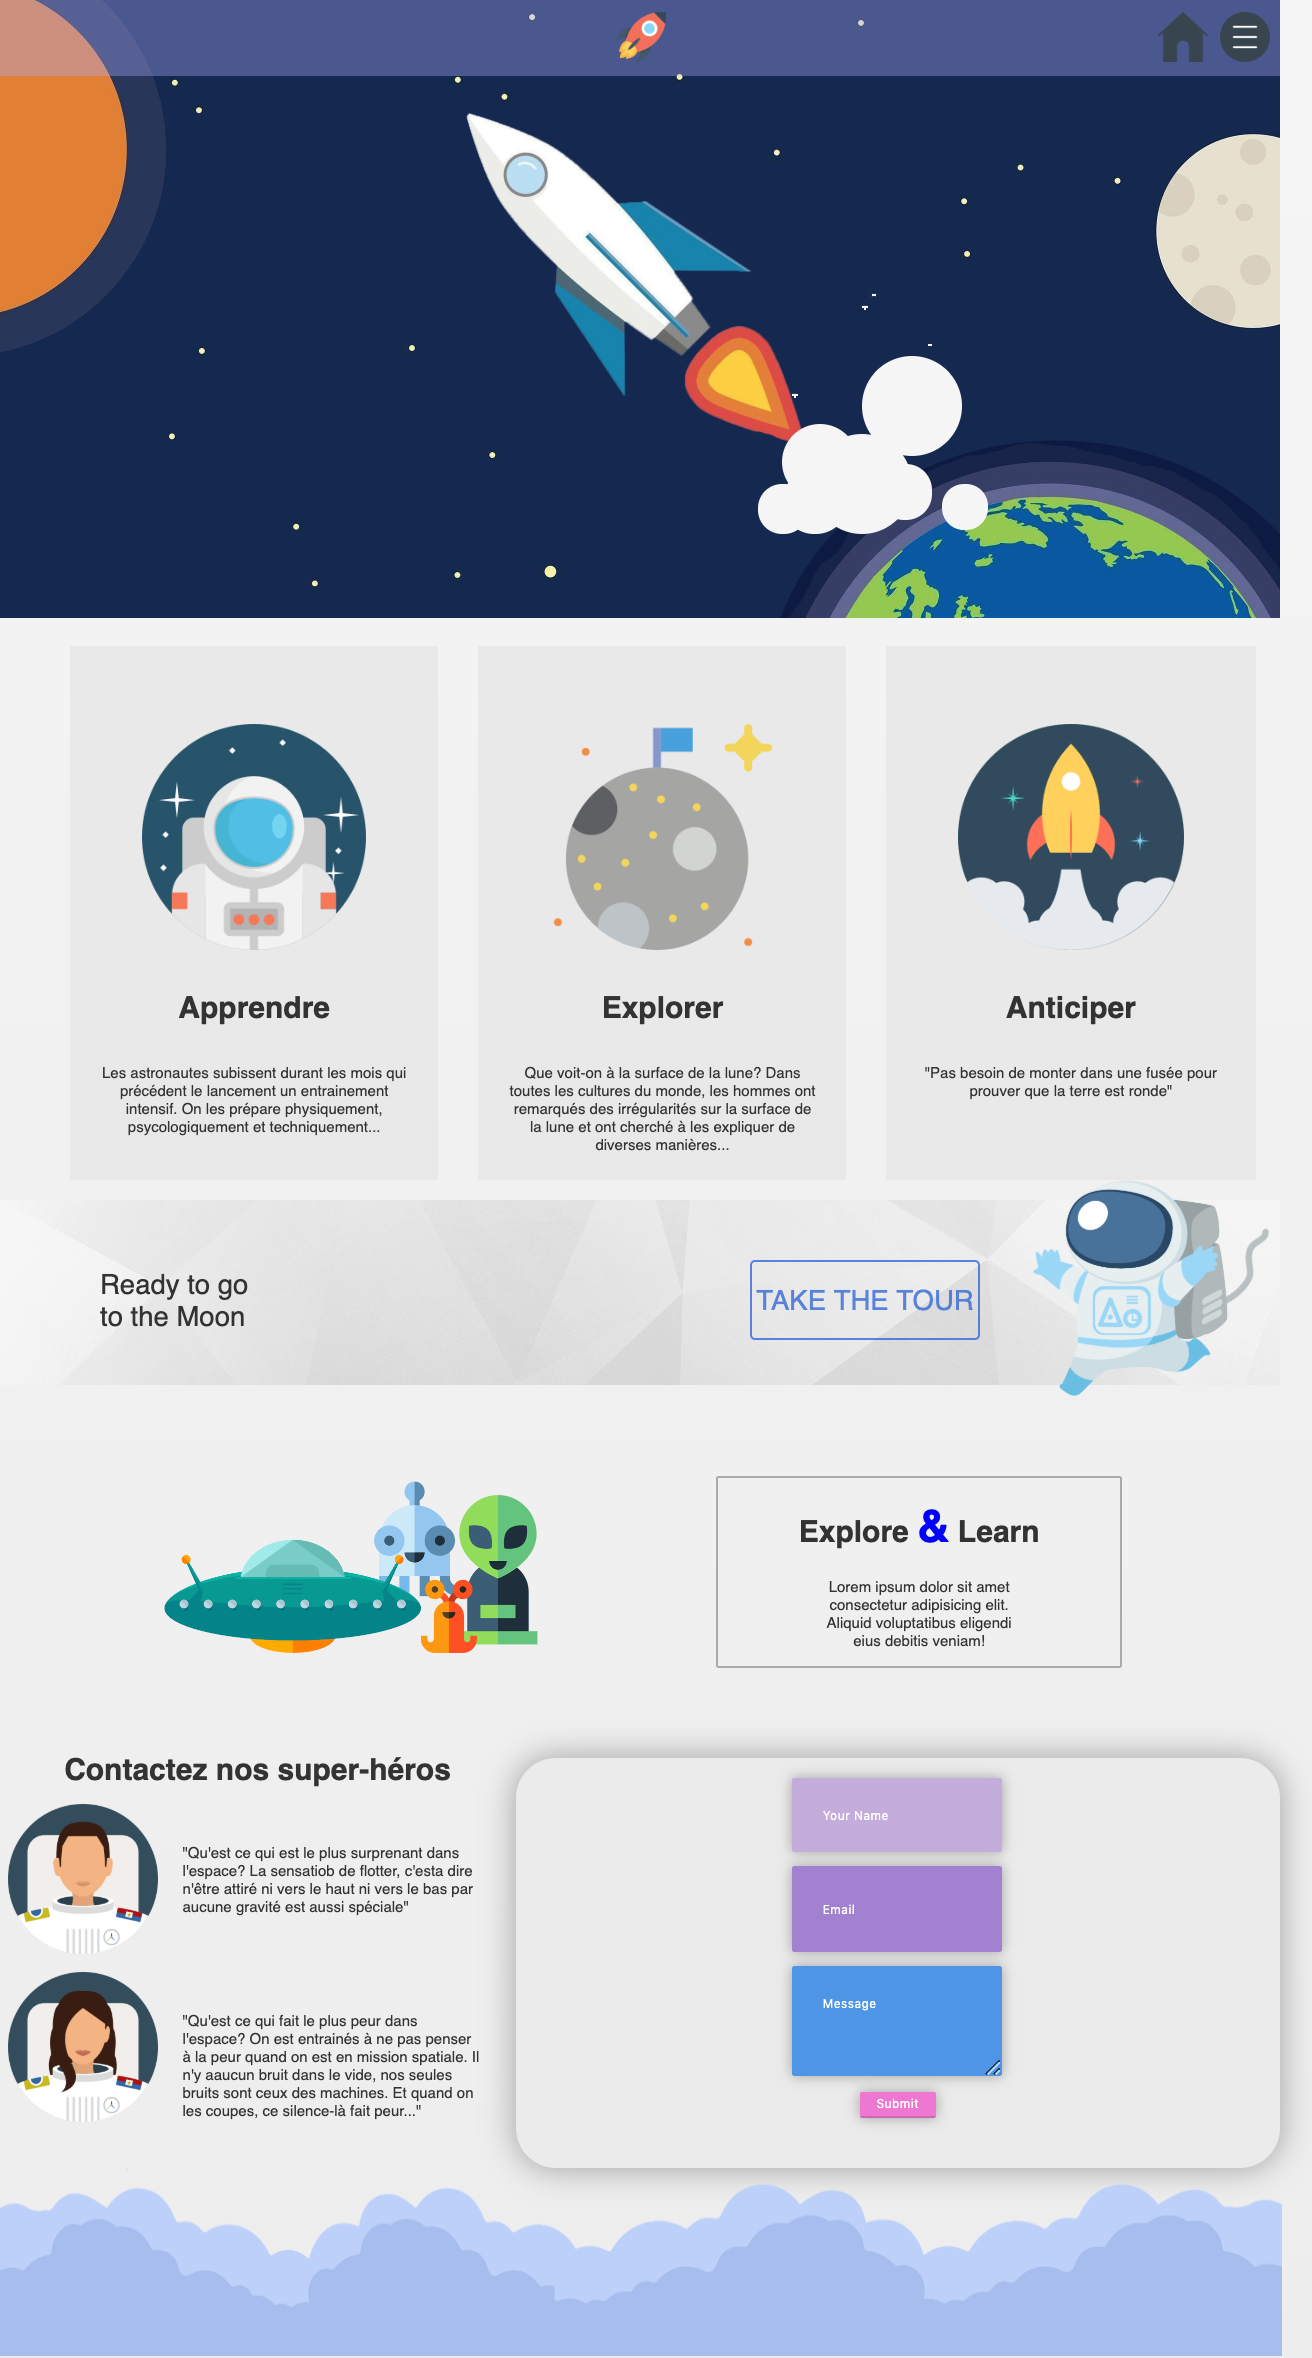 Apprendre
Les astronautes subissent durant les mois qui
précédent le lancement un entrainement
intensif. On les prépare physiquement,
psycologiquement et techniquement...
Explorer
Que voit-on à la surface de la lune? Dans
toutes les cultures du monde, les hommes ont
remarqués des irrégularités sur la surface de
la lune et ont cherché à les expliquer de
diverses manières...
Anticiper
"Pas besoin de monter dans une fusée pour
prouver que la terre est ronde"
Ready to go
to the Moon
TAKE THE TOUR
Explore & Learn
Lorem ipsum dolor sit amet
consectetur adipisicing elit.
Aliquid voluptatibus eligendi
eius debitis veniam!
Contactez nos super-héros
"Qu'est ce qui est le plus surprenant dans
l'espace? La sensatiob de flotter, c'esta dire
n'être attiré ni vers le haut ni vers le bas par
aucune gravité est aussi spéciale"
"Qu'est ce qui fait le plus peur dans
l'espace? On est entrainés à ne pas penser
à la peur quand on est en mission spatiale. Il
n'y aaucun bruit dans le vide, nos seules
bruits sont ceux des machines. Et quand on
les coupes, ce silence-là fait peur..."
Your Name
Email
Message
Submit